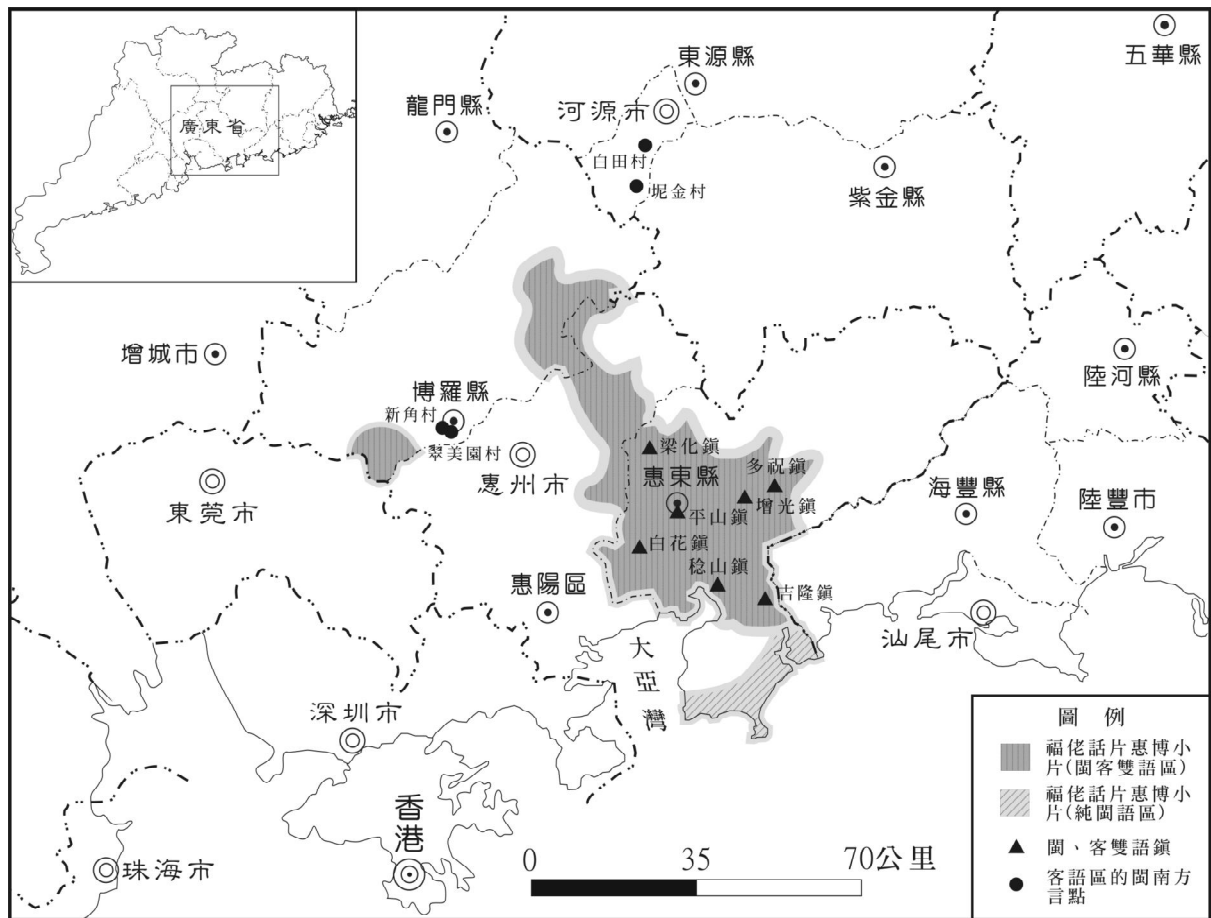 廣東省
五華縣
東源縣
龍門縣
河源市
白田村
坭金村
紫金縣
增城市
陸河縣
博羅縣
新角村
翠美園村
惠州市
梁化鎮
多祝鎮
惠東縣
增光鎮
平山鎮
海豐縣
陸豐市
東莞市
白花鎮
稔山鎮
吉隆鎮
惠陽區
汕尾市
大亞灣
深圳市
香港
珠海市
0 35 70公里
圖 例
福佬話片惠博小
片(閩客雙語區)
福佬話片惠博小
片(純閩語區)
閩、客雙語鎮
客語區的閩南方
言點